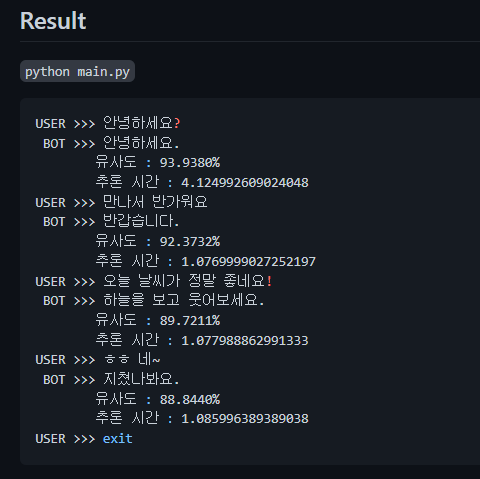 Result
python main.py
USER >>> 안녕하세요?
BOT >>> 안녕하세요.
유사도 : 93.9380%
추론 시간 : 4.124992609024048
USER >>> 만나서 반가워요
BOT >>> 반갑습니다.
유사도 : 92.3732%
추론 시간 : 1.0769999027252197
USER >>> 오늘 날씨가 정말 좋네요!
BOT >>> 하늘을 보고 웃어보세요.
유사도 : 89.7211%
추론 시간 : 1.077988862991333
USER >>> ㅎㅎ 네~
BOT >>> 지쳤나봐요.
유사도 : 88.8440%
추론 시간 : 1.085996389389038
USER >>> exit